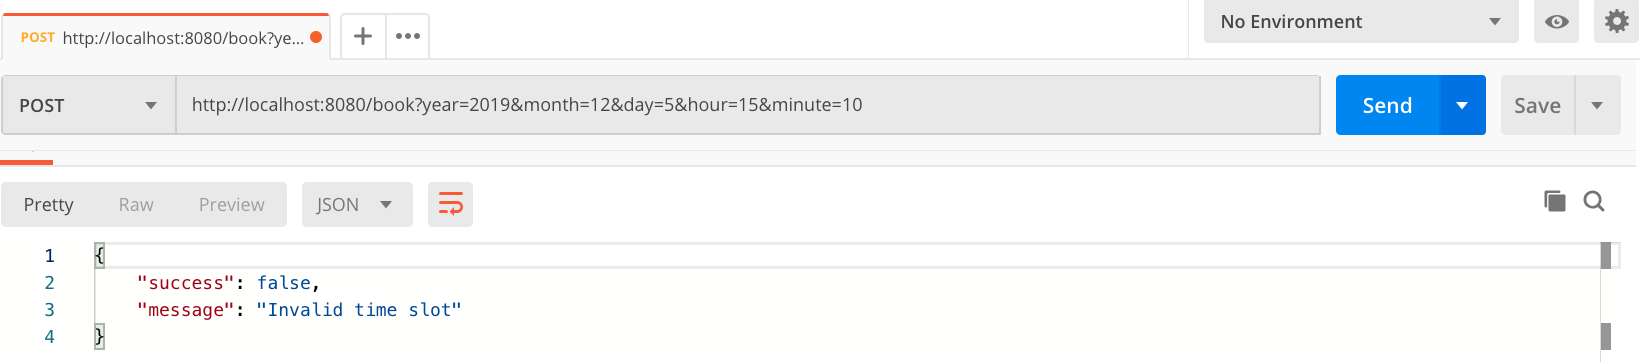 POST http://localhost:8080/book?ye...
No Environment
POST http://localhost:8080/book?year=2019&month=12&day=5&hour=15&minute=10 Send Save
Pretty Raw Preview JSON
1 {
2 "success": false,
3 "message": "Invalid time slot"
4 }